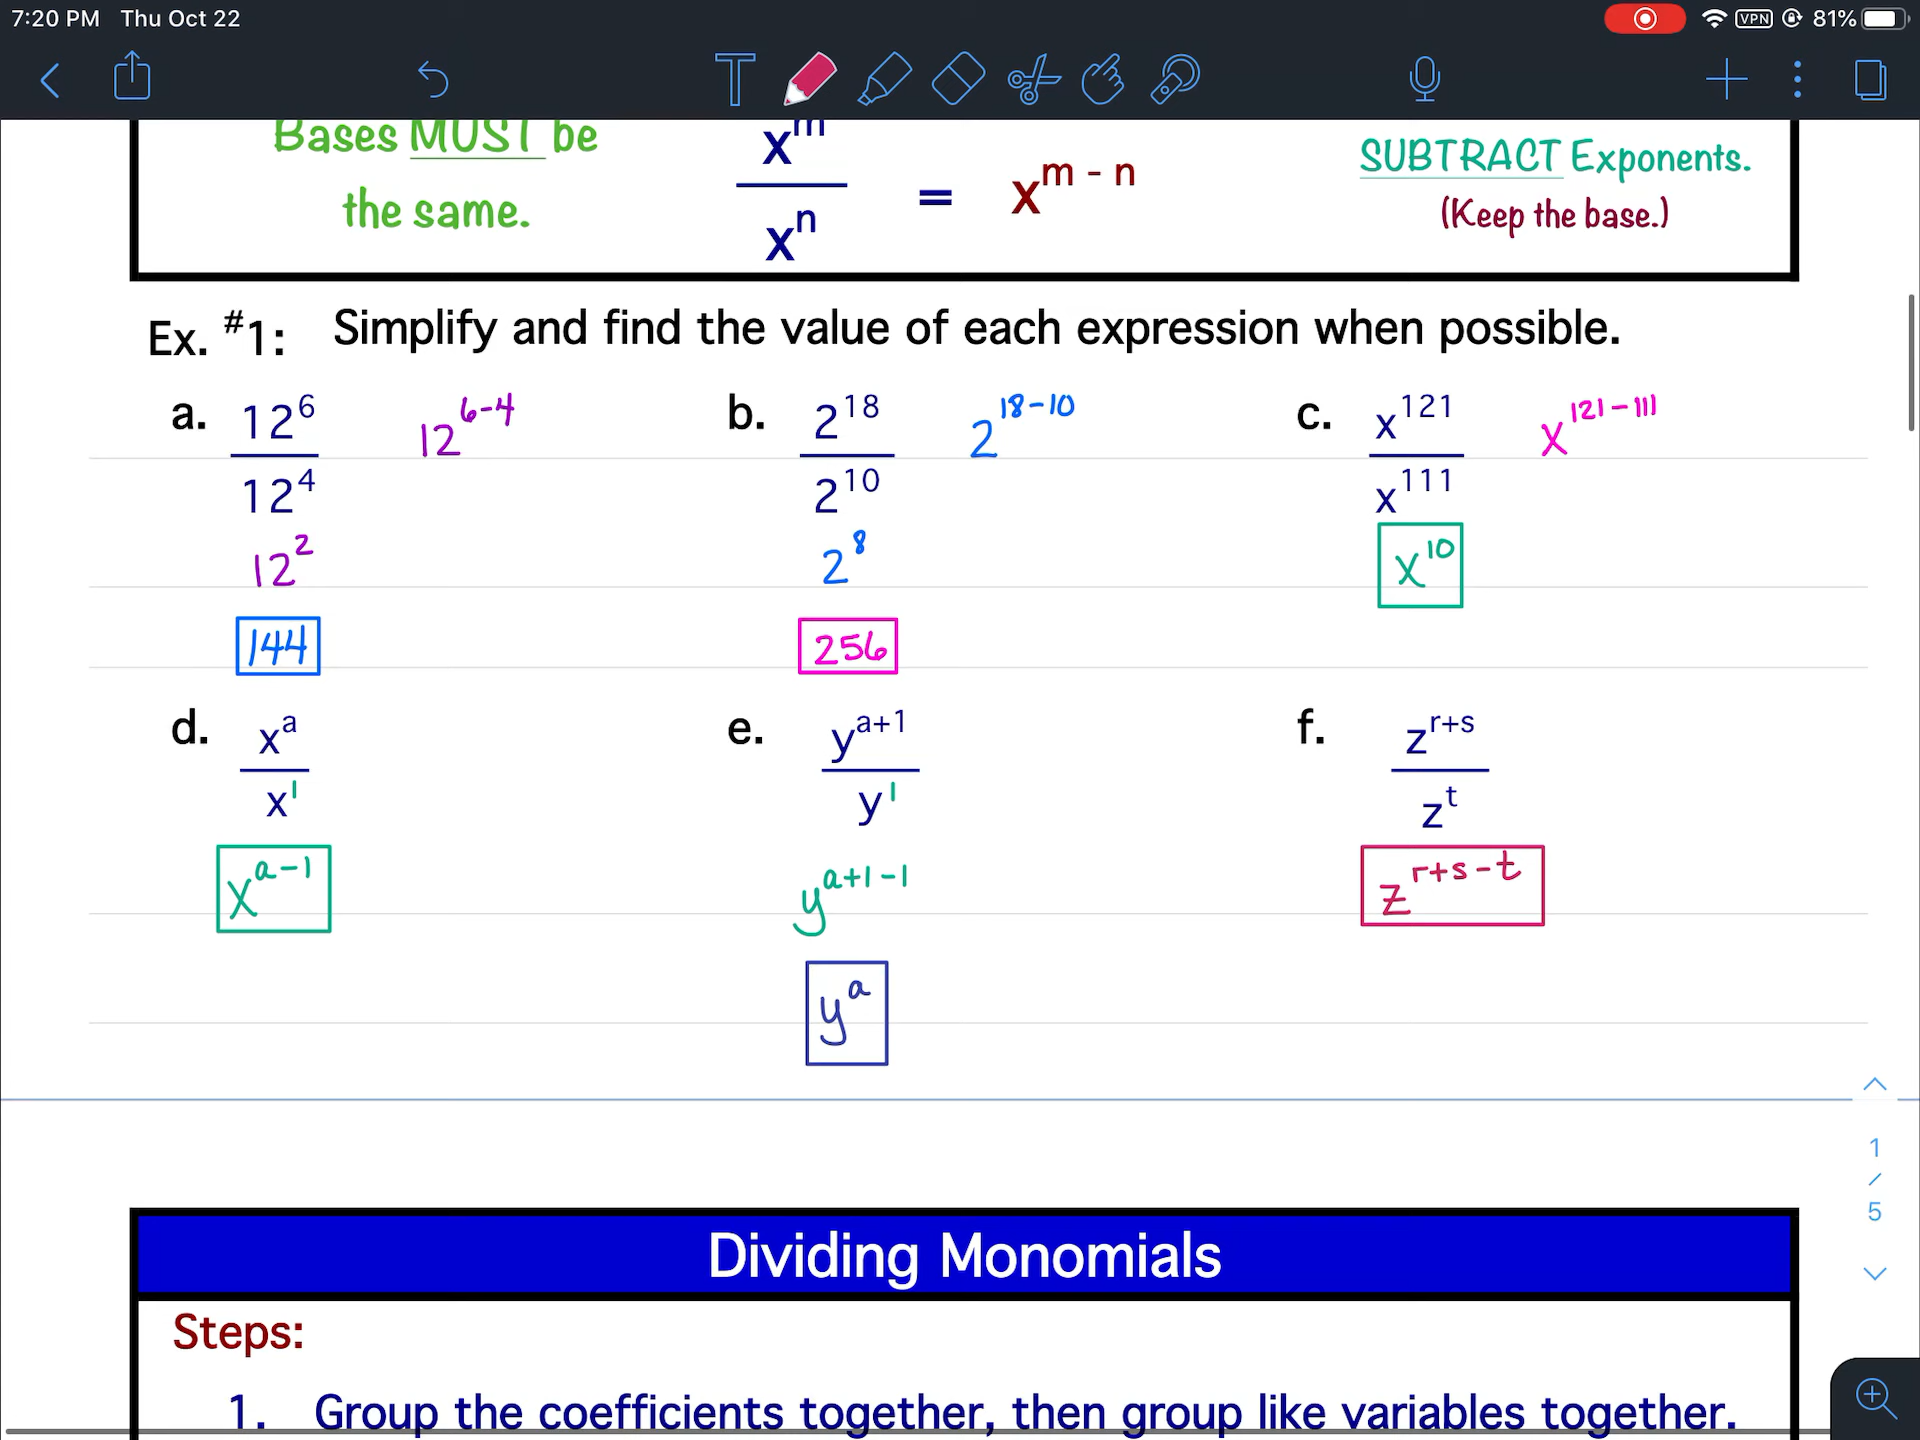 7:20 PM Thu Oct 22
VPN 81%
Bases MUST be
the same.
x^m / x^n = x^(m - n)
SUBTRACT Exponents.
(Keep the base.)
Ex. #1: Simplify and find the value of each expression when possible.
a. 12^6 / 12^4 12^(6-4)
12^2
144
b. 2^18 / 2^10 2^(18-10)
2^8
256
c. x^121 / x^111 x^(121-111)
x^10
d. x^a / x^1
x^(a-1)
e. y^(a+1) / y^1
y^(a+1-1)
y^a
f. z^(r+s) / z^t
z^(r+s-t)
1
/
5
Dividing Monomials
Steps:
1. Group the coefficients together, then group like variables together.